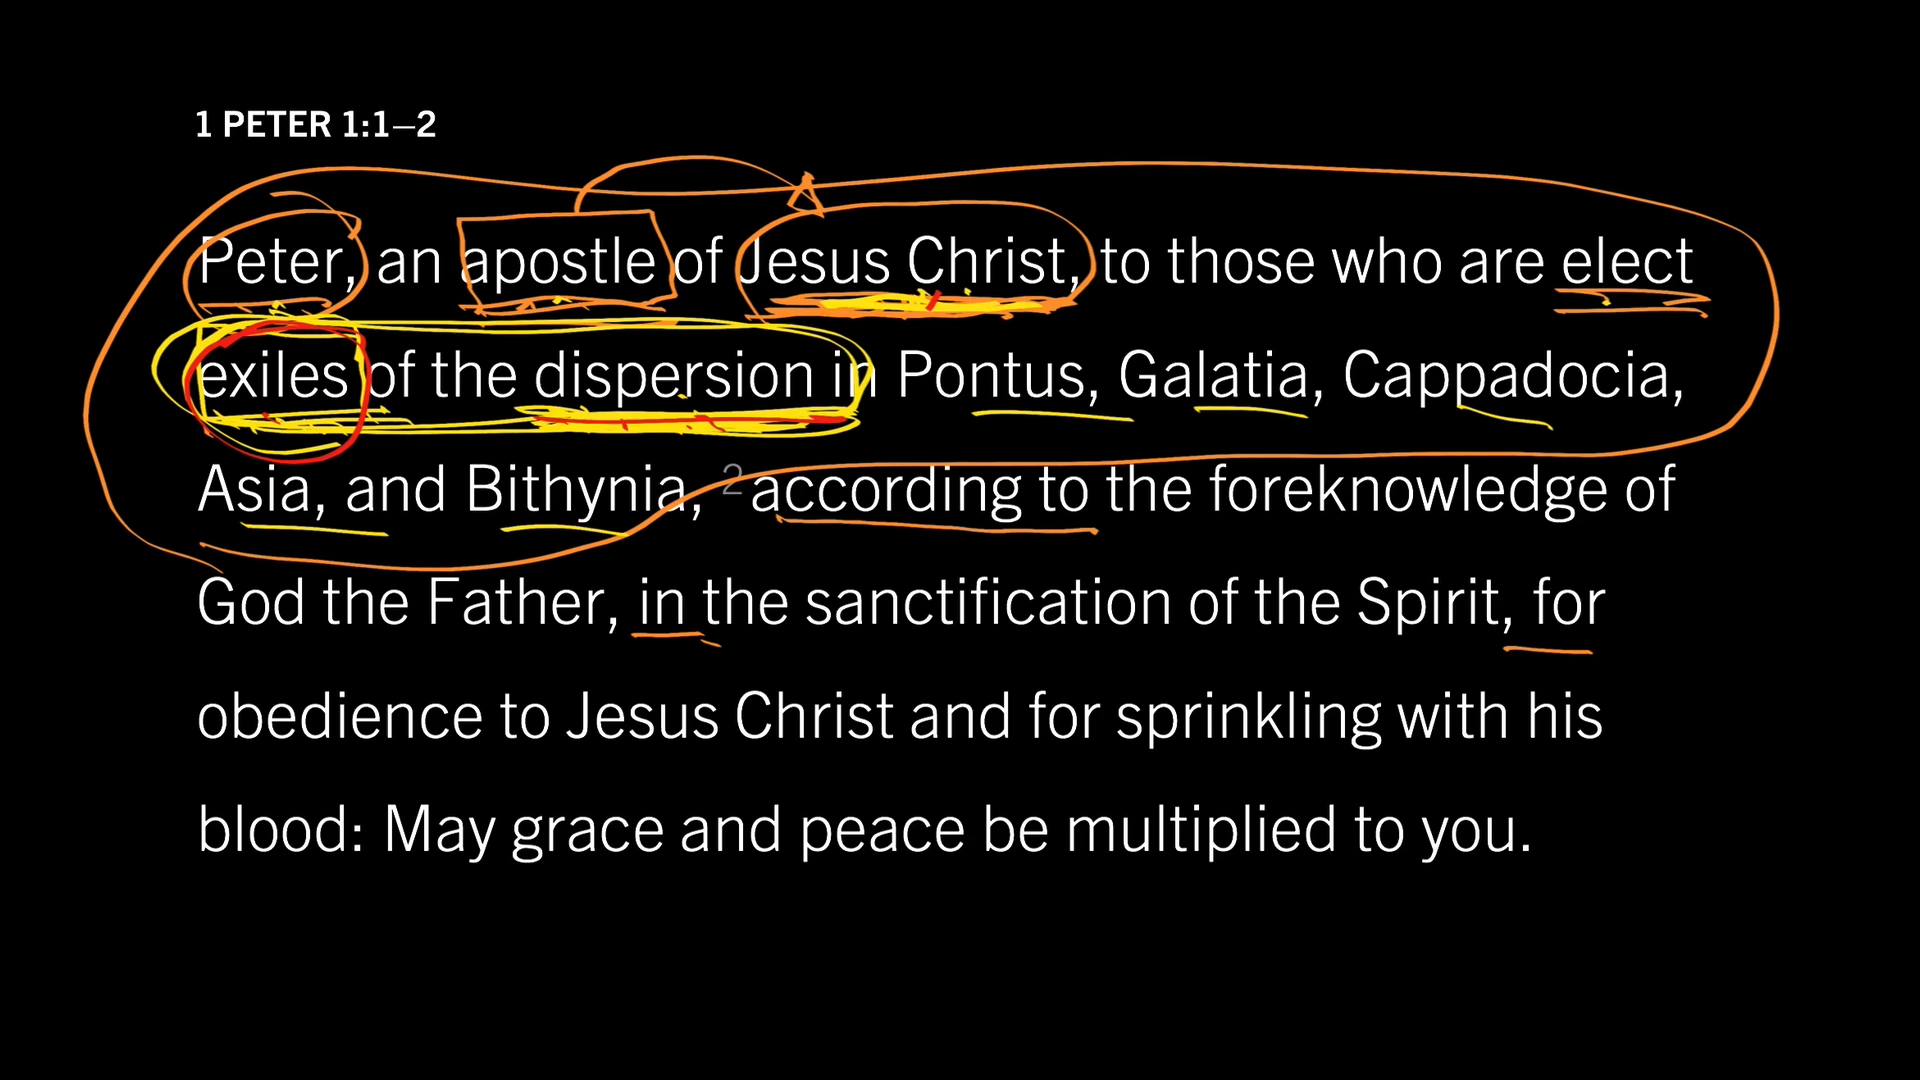 1 PETER 1:1–2
Peter, an apostle of Jesus Christ, to those who are elect
exiles of the dispersion in Pontus, Galatia, Cappadocia,
Asia, and Bithynia, 2 according to the foreknowledge of
God the Father, in the sanctification of the Spirit, for
obedience to Jesus Christ and for sprinkling with his
blood: May grace and peace be multiplied to you.